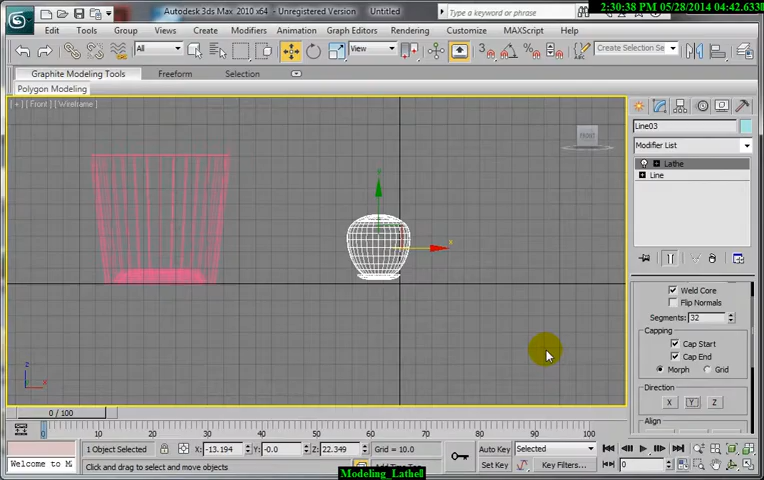 2:30:38 PM 05/28/2014 04:42.633
Autodesk 3ds Max 2010 x64 - Unregistered Version Untitled
Type a keyword or phrase
Edit Tools Group Views Create Modifiers Animation Graph Editors Rendering Customize MAXScript Help
All View Create Selection Se
Graphite Modeling Tools Freeform Selection
Polygon Modeling
[ + ] [ Front ] [ Wireframe ]
FRONT
Line03
Modifier List
Lathe
Line
Weld Core
Flip Normals
Segments: 32
Capping
Cap Start
Cap End
Morph Grid
Direction
X Y Z
Align
z
x
0 / 100
0 10 20 30 40 50 60 70 80 90 100
1 Object Selected X: -13.194 Y: -0.0 Z: 22.349 Grid = 10.0 Auto Key Selected
Welcome to M Click and drag to select and move objects Set Key Key Filters... 0
Modeling_Lathe